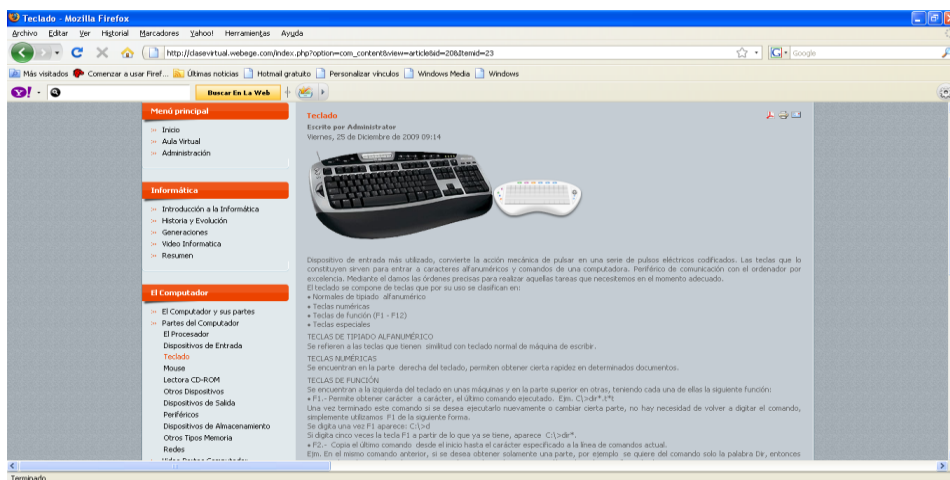 Teclado - Mozilla Firefox
Archivo Editar Ver Historial Marcadores Yahoo! Herramientas Ayuda
http://clasevirtual.webege.com/index.php?option=com_content&view=article&id=20&Itemid=23
Google
Más visitados Comenzar a usar Firef... Últimas noticias Hotmail gratuito Personalizar vínculos Windows Media Windows
Buscar En La Web
Menú principal
Inicio
Aula Virtual
Administración
Informática
Introducción a la Informática
Historia y Evolución
Generaciones
Video Informatica
Resumen
El Computador
El Computador y sus partes
Partes del Computador
El Procesador
Dispositivos de Entrada
Teclado
Mouse
Lectora CD-ROM
Otros Dispositivos
Dispositivos de Salida
Periféricos
Dispositivos de Almacenamiento
Otros Tipos Memoria
Redes
Video Partes Computador
Teclado
Escrito por Administrator
Viernes, 25 de Diciembre de 2009 09:14
Dispositivo de entrada más utilizado, convierte la acción mecánica de pulsar en una serie de pulsos eléctricos codificados. Las teclas que lo
constituyen sirven para entrar a caracteres alfanuméricos y comandos de una computadora. Periférico de comunicación con el ordenador por
excelencia. Mediante el damos las órdenes precisas para realizar aquellas tareas que necesitemos en el momento adecuado.
El teclado se compone de teclas que por su uso se clasifican en:
• Normales de tipiado alfanumérico
• Teclas numéricas
• Teclas de función (F1 - F12)
• Teclas especiales
TECLAS DE TIPIADO ALFANUMÉRICO
Se refieren a las teclas que tienen similitud con teclado normal de máquina de escribir.
TECLAS NUMÉRICAS
Se encuentran en la parte derecha del teclado, permiten obtener cierta rapidez en determinados documentos.
TECLAS DE FUNCIÓN
Se encuentran a la izquierda del teclado en unas máquinas y en la parte superior en otras, teniendo cada una de ellas la siguiente función:
• F1.- Permite obtener carácter a carácter, el último comando ejecutado. Ejm. C:\>dir*.t*t
Una vez terminado este comando si se desea ejecutarlo nuevamente o cambiar cierta parte, no hay necesidad de volver a digitar el comando,
simplemente utilizamos F1 de la siguiente forma.
Se digita una vez F1 aparece: C:\>d
Si digita cinco veces la tecla F1 a partir de lo que ya se tiene, aparece C:\>dir*.
• F2.- Copia el último comando desde el inicio hasta el carácter especificado a la línea de comandos actual.
Ejm. En el mismo comando anterior, si se desea obtener solamente una parte, por ejemplo se quiere del comando solo la palabra Dir, entonces
Terminado